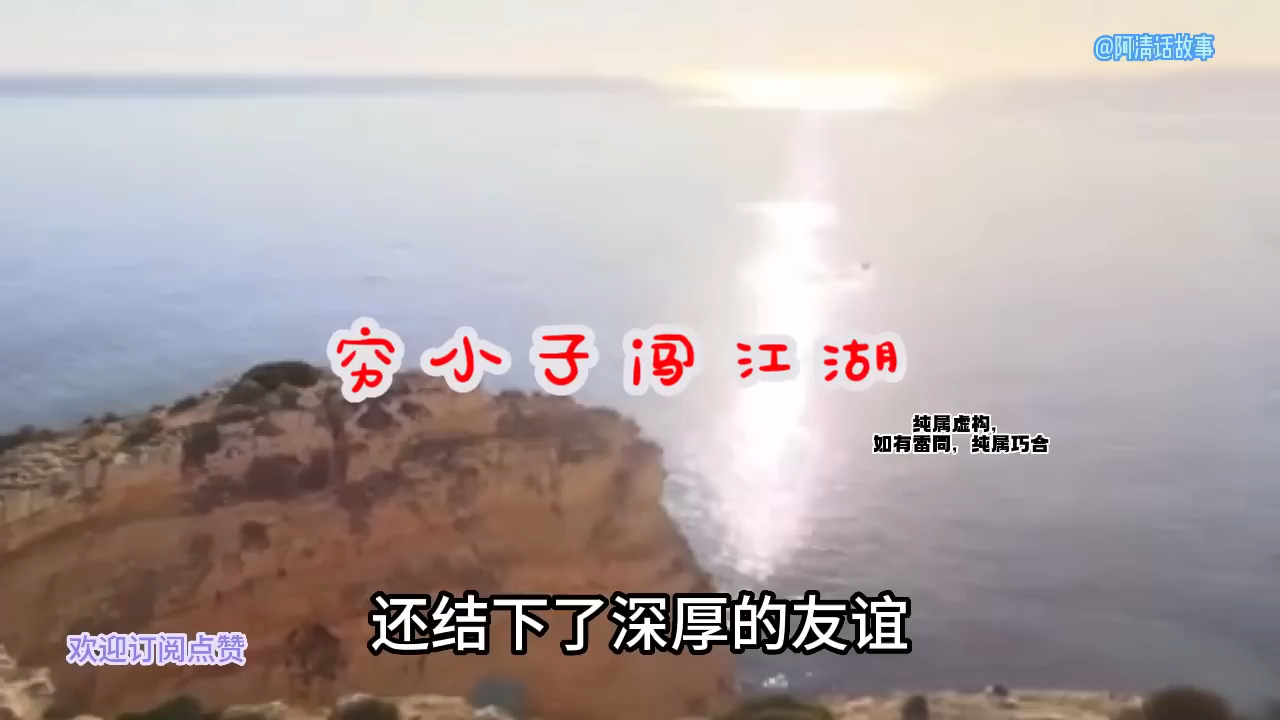 @阿清话故事
穷小子闯江湖
纯属虚构，
如有雷同，纯属巧合
还结下了深厚的友谊
欢迎订阅点赞